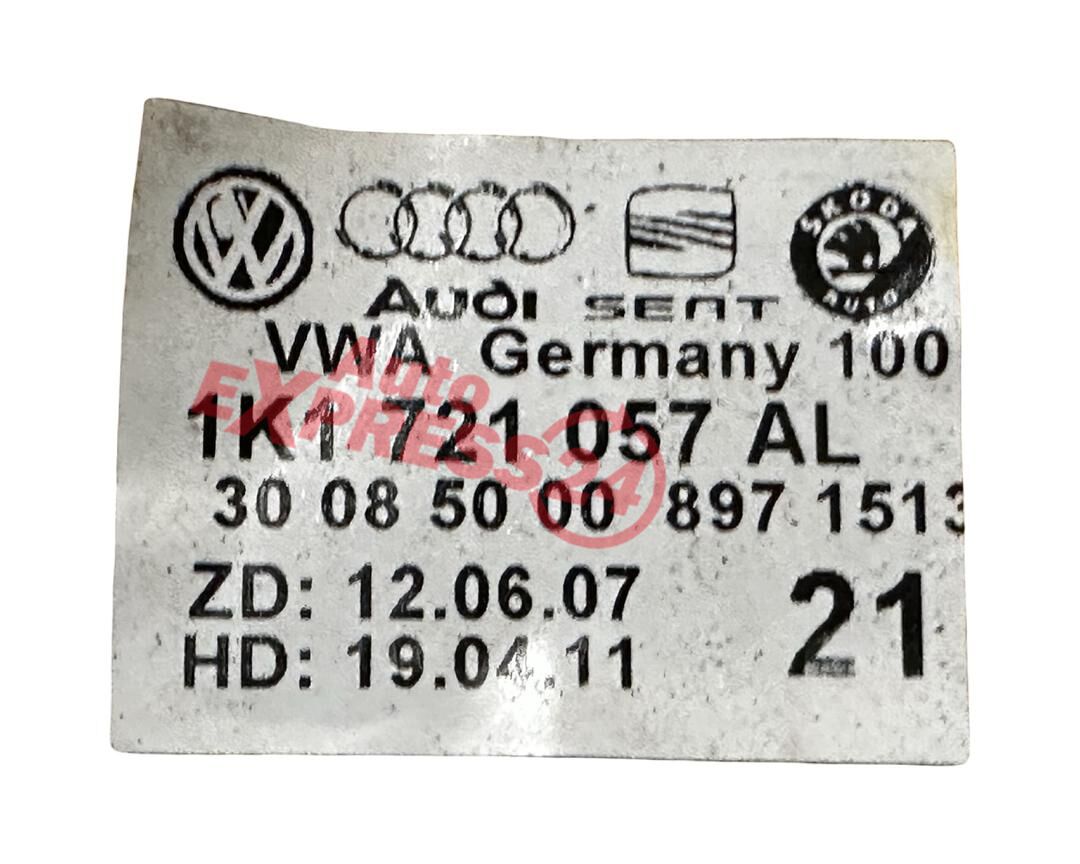 SKODA
AUTO
Audi SEAT
VWA Germany 100
1K1 721 057 AL
Auto
EXPRESS24
30 08 50 00 897 1513
ZD: 12.06.07
HD: 19.04.11
21